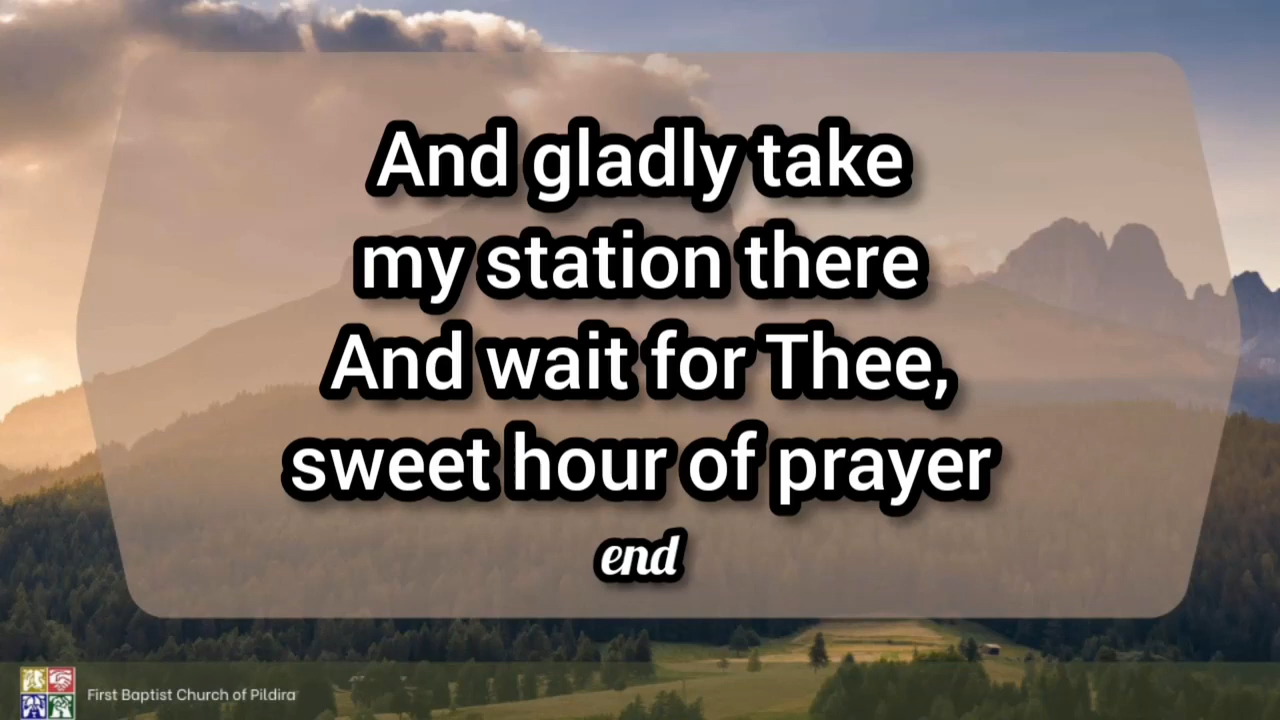 And gladly take
my station there
And wait for Thee,
sweet hour of prayer
end
First Baptist Church of Pildira